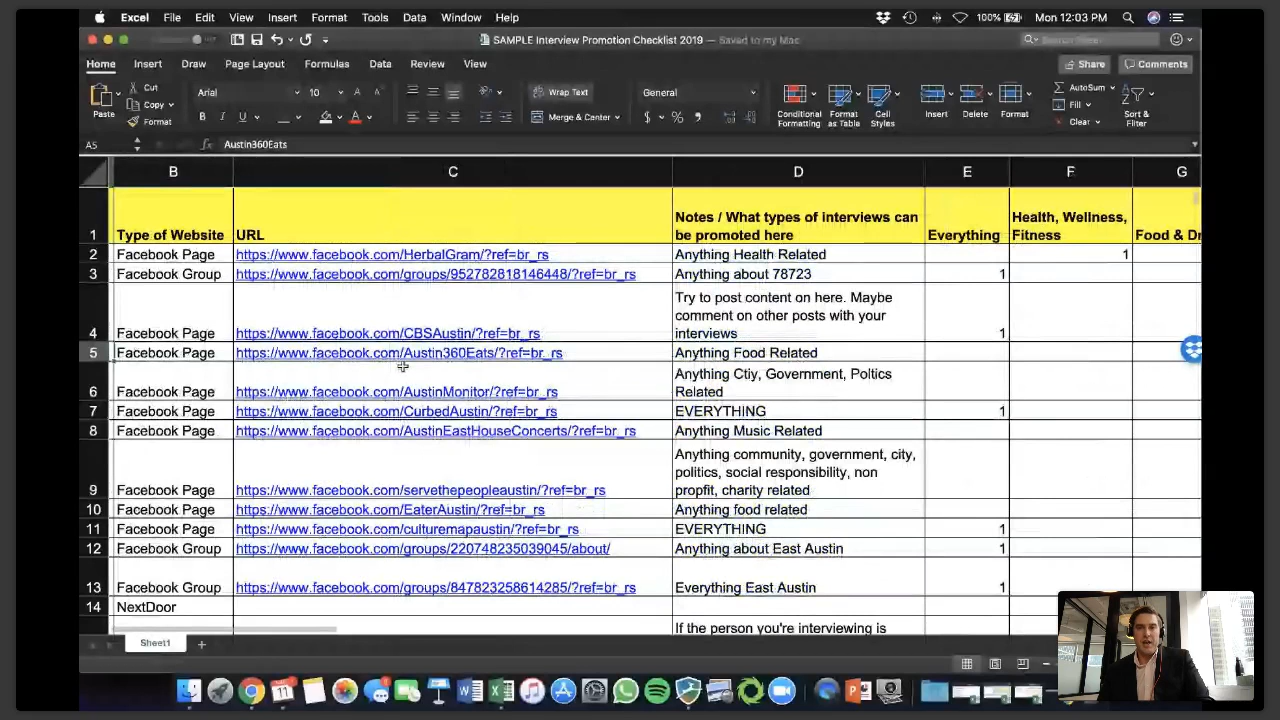 Excel File Edit View Insert Format Tools Data Window Help 100% Mon 12:03 PM
SAMPLE Interview Promotion Checklist 2019 — Saved to my Mac
Home Insert Draw Page Layout Formulas Data Review View Share Comments
Paste Cut Copy Format Arial 10 Wrap Text Merge & Center General Conditional Formatting Format as Table Cell Styles Insert Delete Format AutoSum Fill Clear Sort & Filter
A5 fx Austin360Eats
B C D E F G
1 Type of Website URL Notes / What types of interviews can be promoted here Everything Health, Wellness, Fitness Food & Dr
2 Facebook Page https://www.facebook.com/HerbalGram/?ref=br_rs Anything Health Related 1
3 Facebook Group https://www.facebook.com/groups/952782818146448/?ref=br_rs Anything about 78723 1
4 Facebook Page https://www.facebook.com/CBSAustin/?ref=br_rs Try to post content on here. Maybe comment on other posts with your interviews 1
5 Facebook Page https://www.facebook.com/Austin360Eats/?ref=br_rs Anything Food Related
6 Facebook Page https://www.facebook.com/AustinMonitor/?ref=br_rs Anything Ctiy, Government, Poltics Related
7 Facebook Page https://www.facebook.com/CurbedAustin/?ref=br_rs EVERYTHING 1
8 Facebook Page https://www.facebook.com/AustinEastHouseConcerts/?ref=br_rs Anything Music Related
9 Facebook Page https://www.facebook.com/servethepeopleaustin/?ref=br_rs Anything community, government, city, politics, social responsibility, non propfit, charity related
10 Facebook Page https://www.facebook.com/EaterAustin/?ref=br_rs Anything food related
11 Facebook Page https://www.facebook.com/culturemapaustin/?ref=br_rs EVERYTHING 1
12 Facebook Group https://www.facebook.com/groups/220748235039045/about/ Anything about East Austin 1
13 Facebook Group https://www.facebook.com/groups/847823258614285/?ref=br_rs Everything East Austin 1
14 NextDoor
If the person you're interviewing is
Sheet1